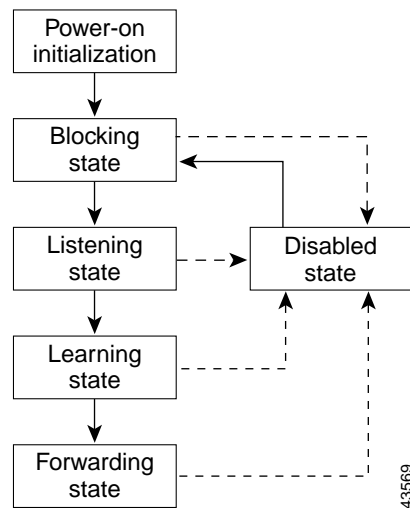 Power-on
initialization
Blocking
state
Listening
state
Disabled
state
Learning
state
Forwarding
state
43569